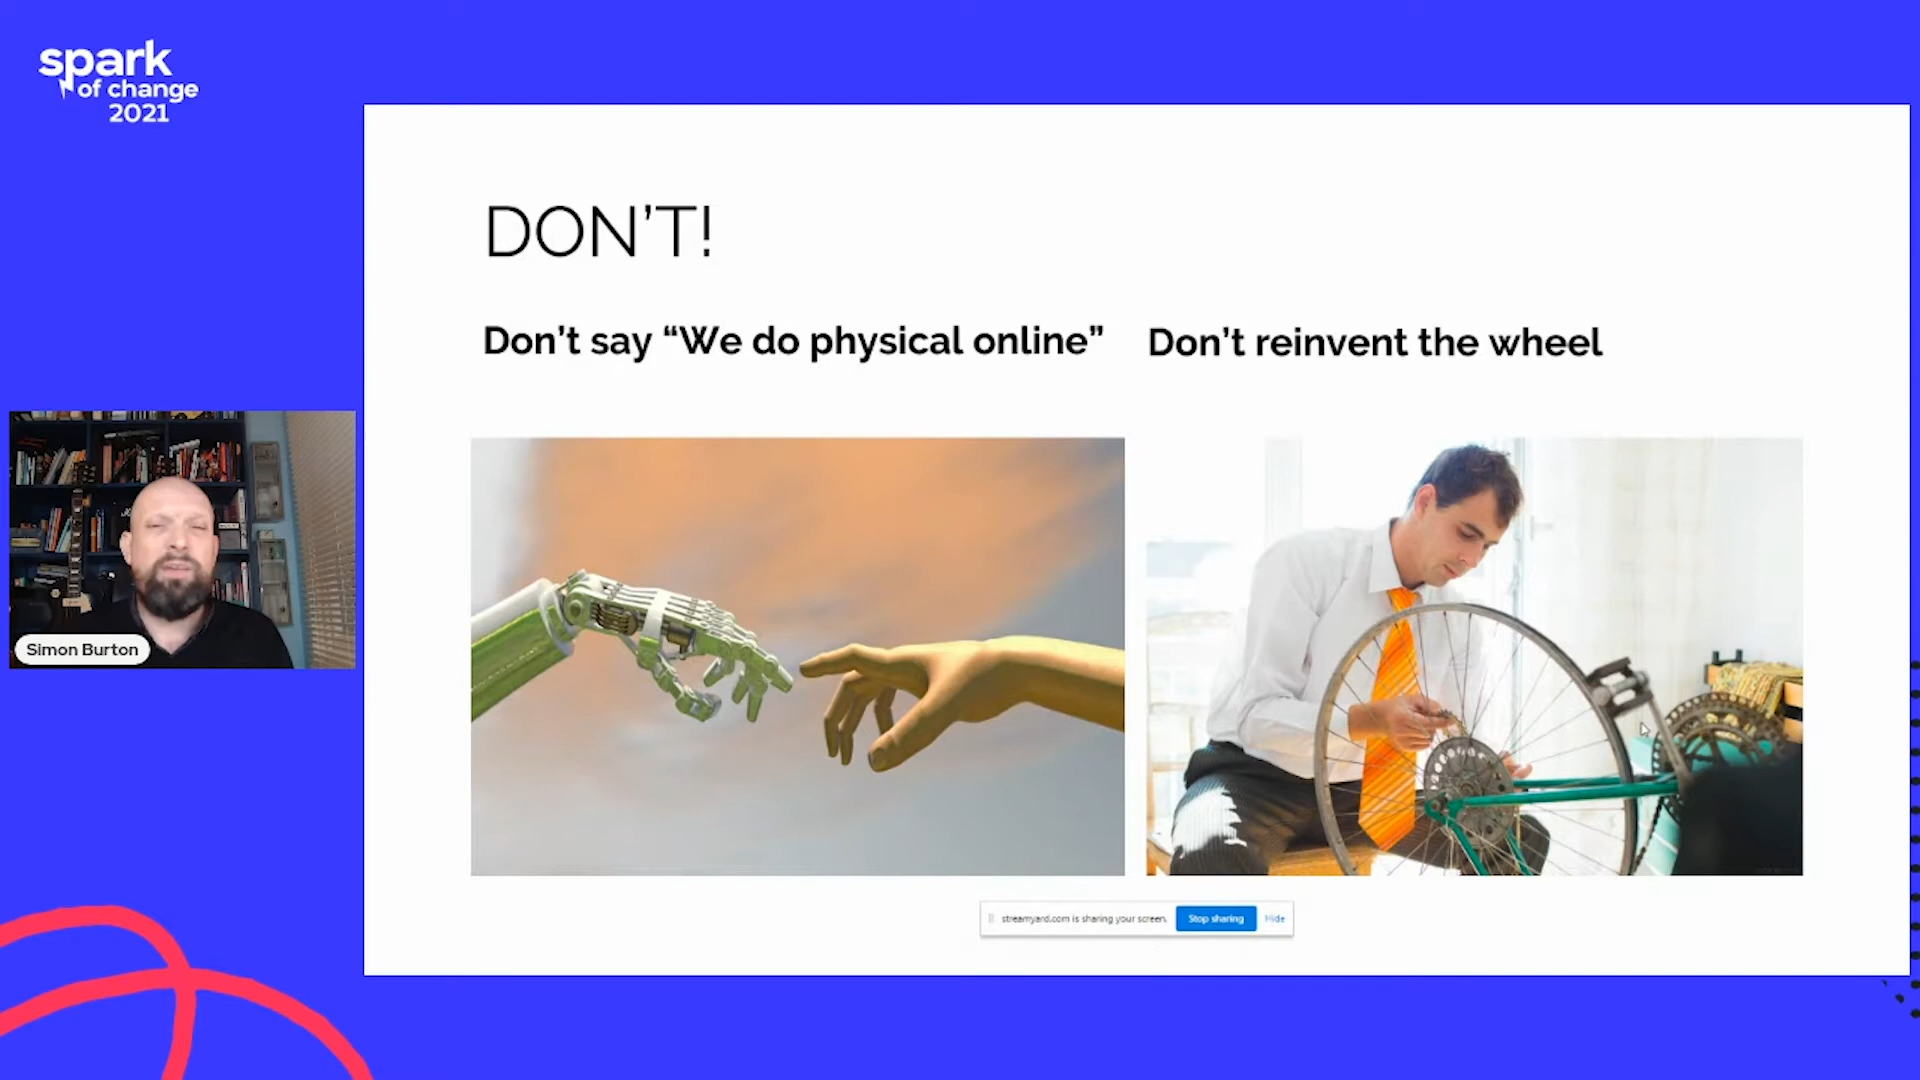 spark
of change
2021
DON’T!
Don’t say “We do physical online”
Don’t reinvent the wheel
Simon Burton
streamyard.com is sharing your screen.
Stop sharing
Hide